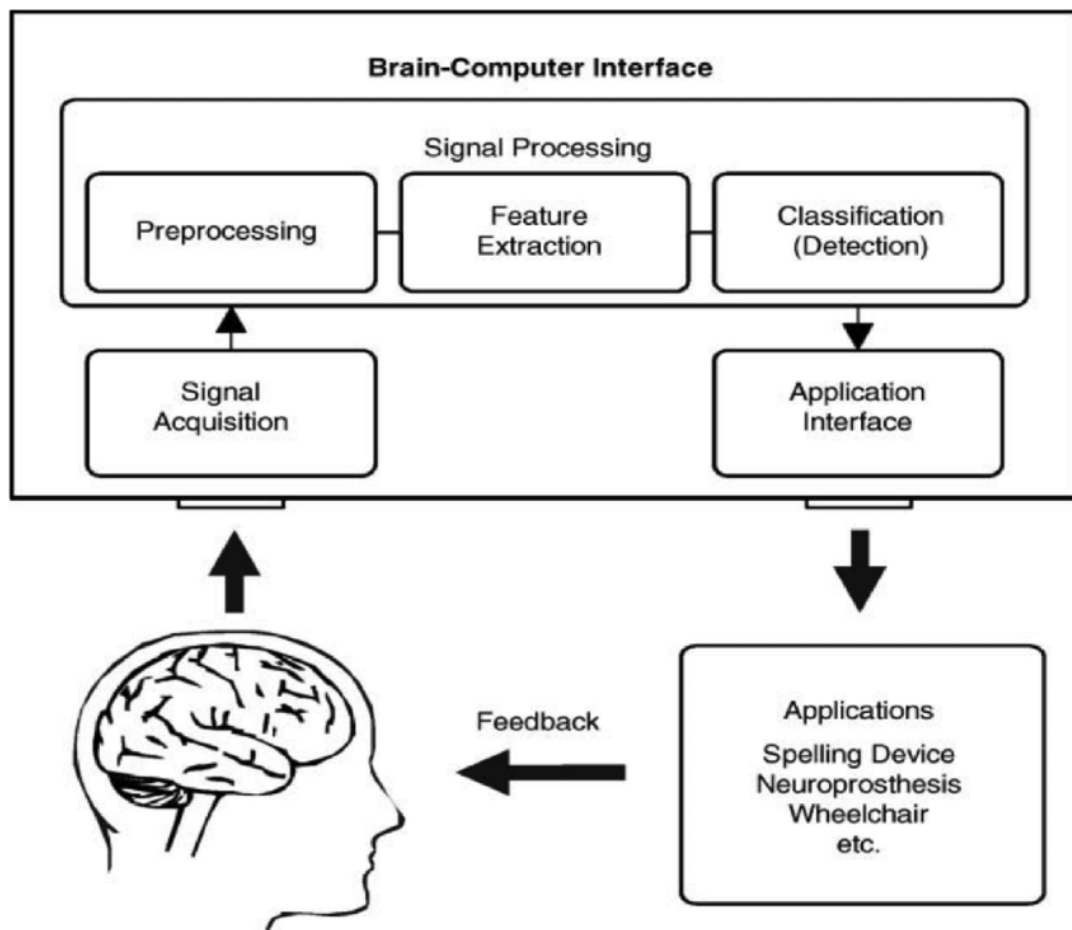 Brain-Computer Interface
Signal Processing
Preprocessing
Feature
Extraction
Classification
(Detection)
Signal
Acquisition
Application
Interface
Feedback
Applications
Spelling Device
Neuroprosthesis
Wheelchair
etc.